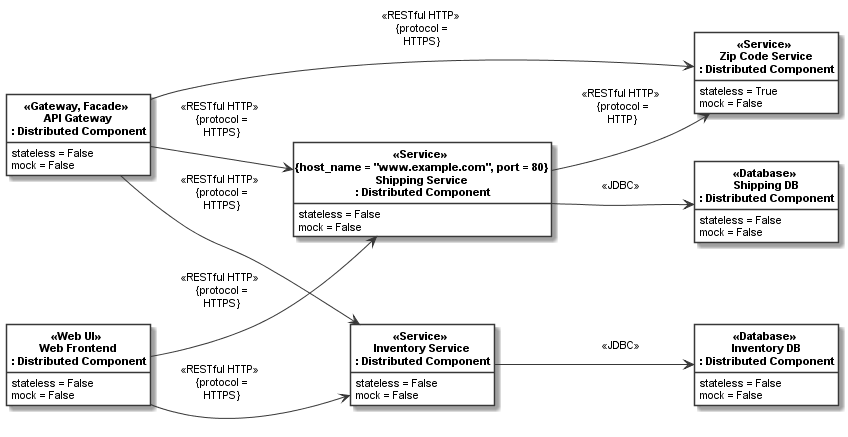 «RESTful HTTP»
{protocol =
HTTPS}
«Service»
Zip Code Service
: Distributed Component
stateless = True
mock = False
«Gateway, Facade»
API Gateway
: Distributed Component
stateless = False
mock = False
«RESTful HTTP»
{protocol =
HTTPS}
«RESTful HTTP»
{protocol =
HTTP}
«Service»
{host_name = "www.example.com", port = 80}
Shipping Service
: Distributed Component
stateless = False
mock = False
«RESTful HTTP»
{protocol =
HTTPS}
«JDBC»
«Database»
Shipping DB
: Distributed Component
stateless = False
mock = False
«RESTful HTTP»
{protocol =
HTTPS}
«Web UI»
Web Frontend
: Distributed Component
stateless = False
mock = False
«RESTful HTTP»
{protocol =
HTTPS}
«Service»
Inventory Service
: Distributed Component
stateless = False
mock = False
«JDBC»
«Database»
Inventory DB
: Distributed Component
stateless = False
mock = False